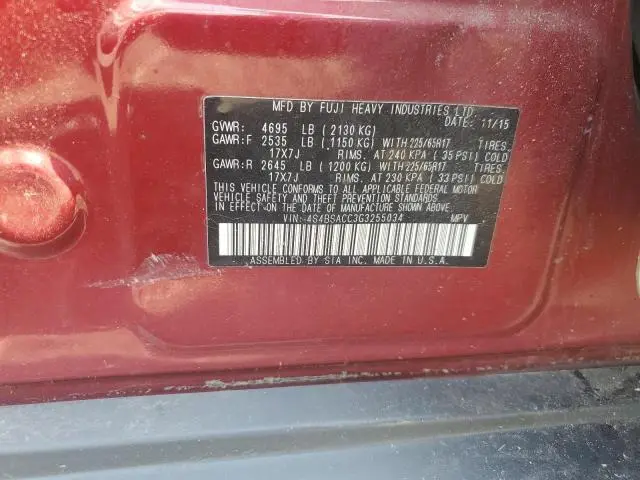 MFD BY FUJI HEAVY INDUSTRIES LTD.
DATE: 11/15
GVWR: 4695 LB (2130 KG)
GAWR:F 2535 LB (1150 KG) WITH 225/65R17 TIRES,
17X7J RIMS, AT 240 KPA (35 PSI) COLD
GAWR:R 2645 LB (1200 KG) WITH 225/65R17 TIRES,
17X7J RIMS, AT 230 KPA (33 PSI) COLD
THIS VEHICLE CONFORMS TO ALL APPLICABLE FEDERAL MOTOR
VEHICLE SAFETY AND THEFT PREVENTION STANDARDS IN
EFFECT ON THE DATE OF MANUFACTURE SHOWN ABOVE.
VIN: 4S4BSACC3G3255034 MPV
ASSEMBLED BY SIA INC. IN U.S.A.